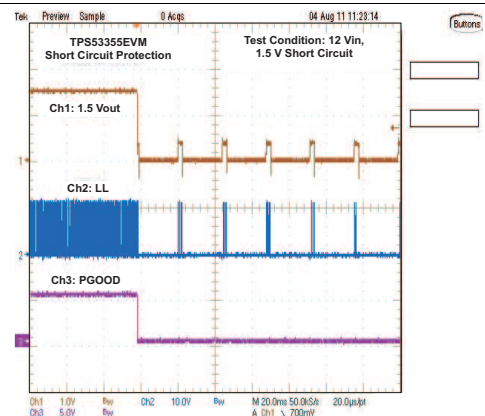 Tek Preview Sample 0 Acqs 04 Aug 11 11:23:14
Buttons
TPS53355EVM
Short Circuit Protection
Test Condition: 12 Vin,
1.5 V Short Circuit
Ch1: 1.5 Vout
1
Ch2: LL
2
Ch3: PGOOD
Ch1 1.0V Bw Ch2 10.0V Bw M 20.0ms 50.0kS/s 20.0µs/pt
Ch3 5.0V Bw A Ch1 \ 700mV